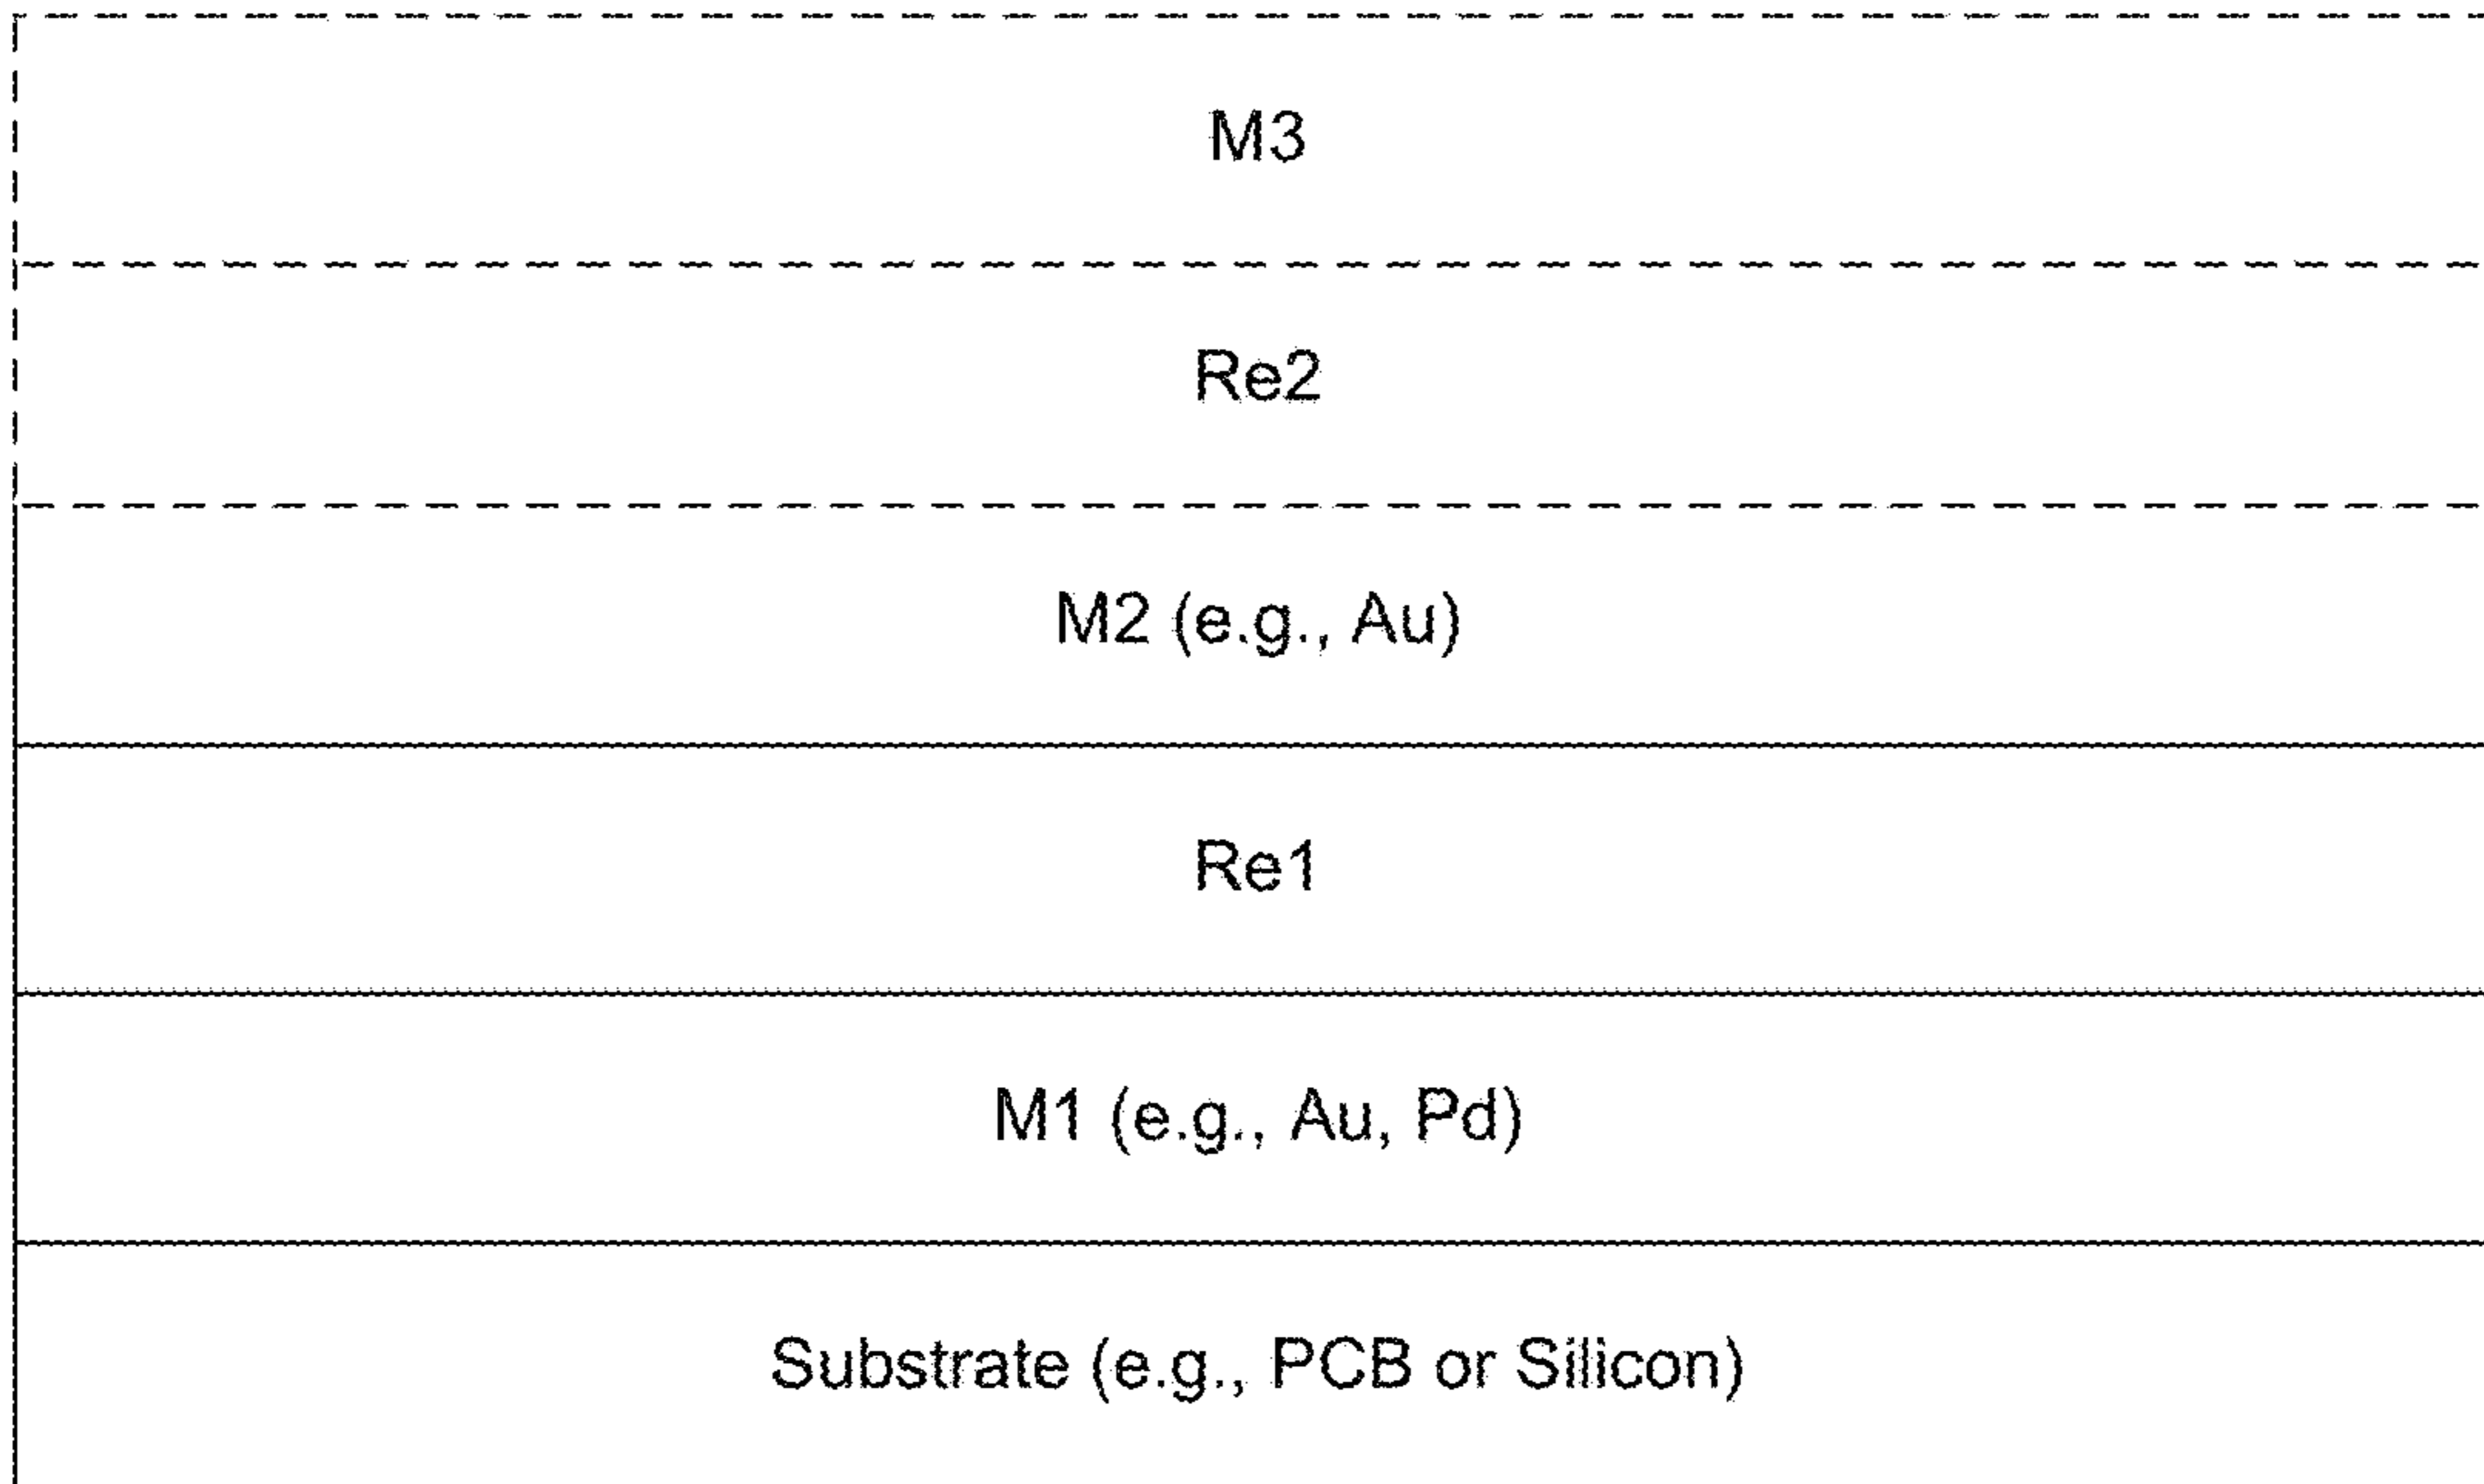 M3
Re2
M2 (e.g., Au)
Re1
M1 (e.g., Au, Pd)
Substrate (e.g., PCB or Silicon)